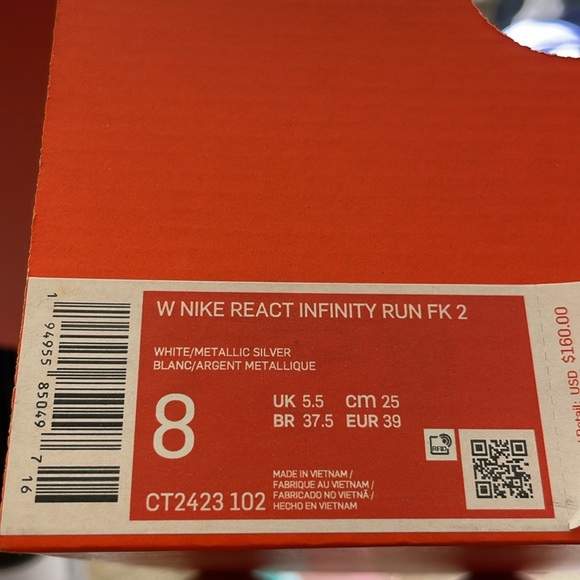 W NIKE REACT INFINITY RUN FK 2
WHITE/METALLIC SILVER
BLANC/ARGENT METALLIQUE
8
UK 5.5 cm 25
BR 37.5 EUR 39
RFID
CT2423 102
MADE IN VIETNAM /
FABRIQUE AU VIETNAM /
FABRICADO NO VIETNÃ /
HECHO EN VIETNAM
1 94955 85049 7 16
Retail: USD $160.00